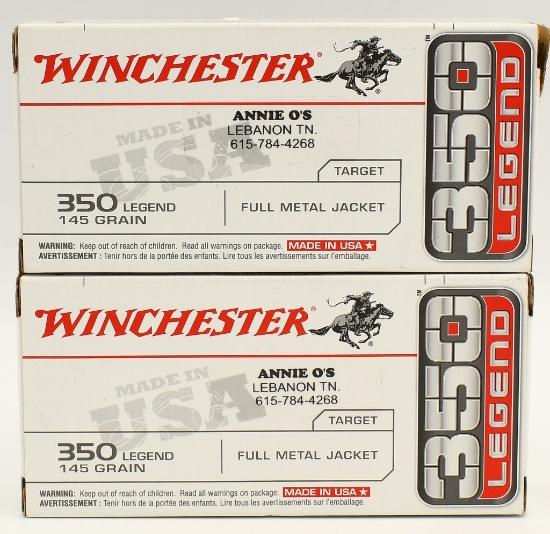 WINCHESTER
ANNIE O'S
LEBANON TN.
615-784-4268
MADE IN
USA
TARGET
350 LEGEND
145 GRAIN
FULL METAL JACKET
WARNING: Keep out of reach of children. Read all warnings on package. MADE IN USA★
AVERTISSEMENT : Tenir hors de la portée des enfants. Lire tous les avertissements sur l'emballage.
350 LEGEND
TM
WINCHESTER
ANNIE O'S
LEBANON TN.
615-784-4268
MADE IN
USA
TARGET
350 LEGEND
145 GRAIN
FULL METAL JACKET
WARNING: Keep out of reach of children. Read all warnings on package. MADE IN USA★
AVERTISSEMENT : Tenir hors de la portée des enfants. Lire tous les avertissements sur l'emballage.
350 LEGEND
TM